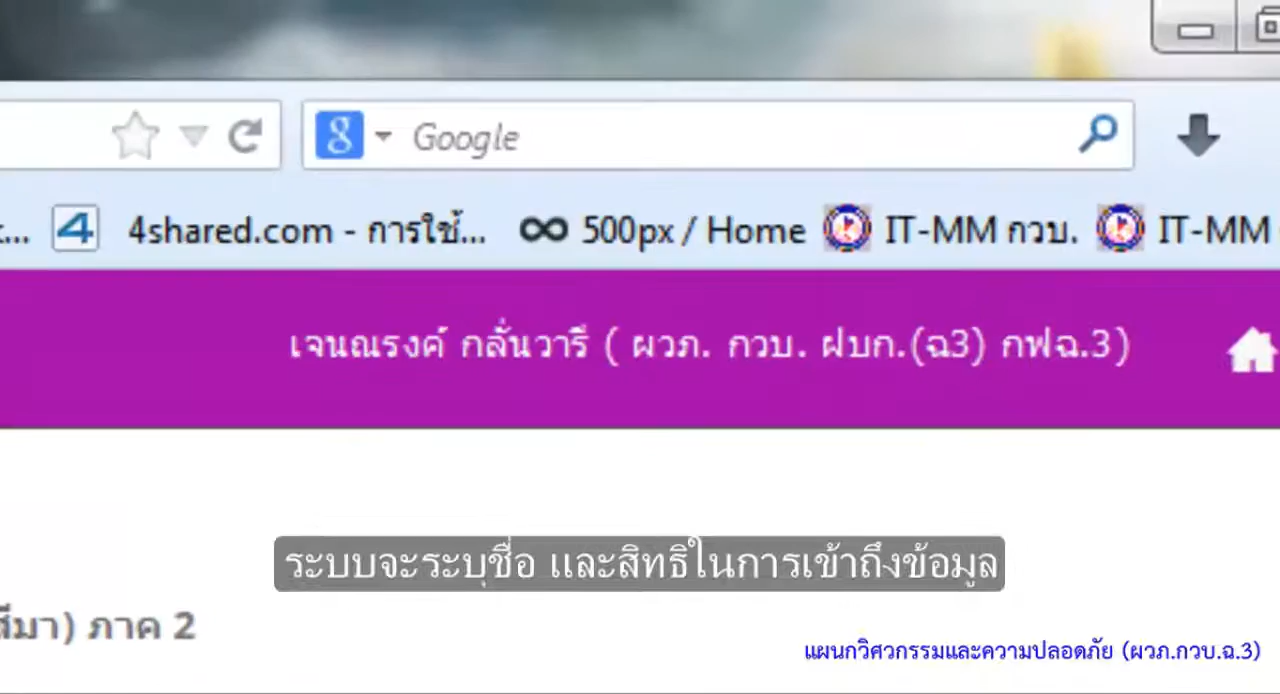 Google
4shared.com - การใช้... 500px / Home IT-MM กวบ. IT-MM
เจนณรงค์ กลั่นวารี ( ผวภ. กวบ. ฝบก.(ฉ3) กฟฉ.3)
ระบบจะระบุชื่อ และสิทธิในการเข้าถึงข้อมูล
สีมา) ภาค 2
แผนกวิศวกรรมและความปลอดภัย (ผวภ.กวบ.ฉ.3)